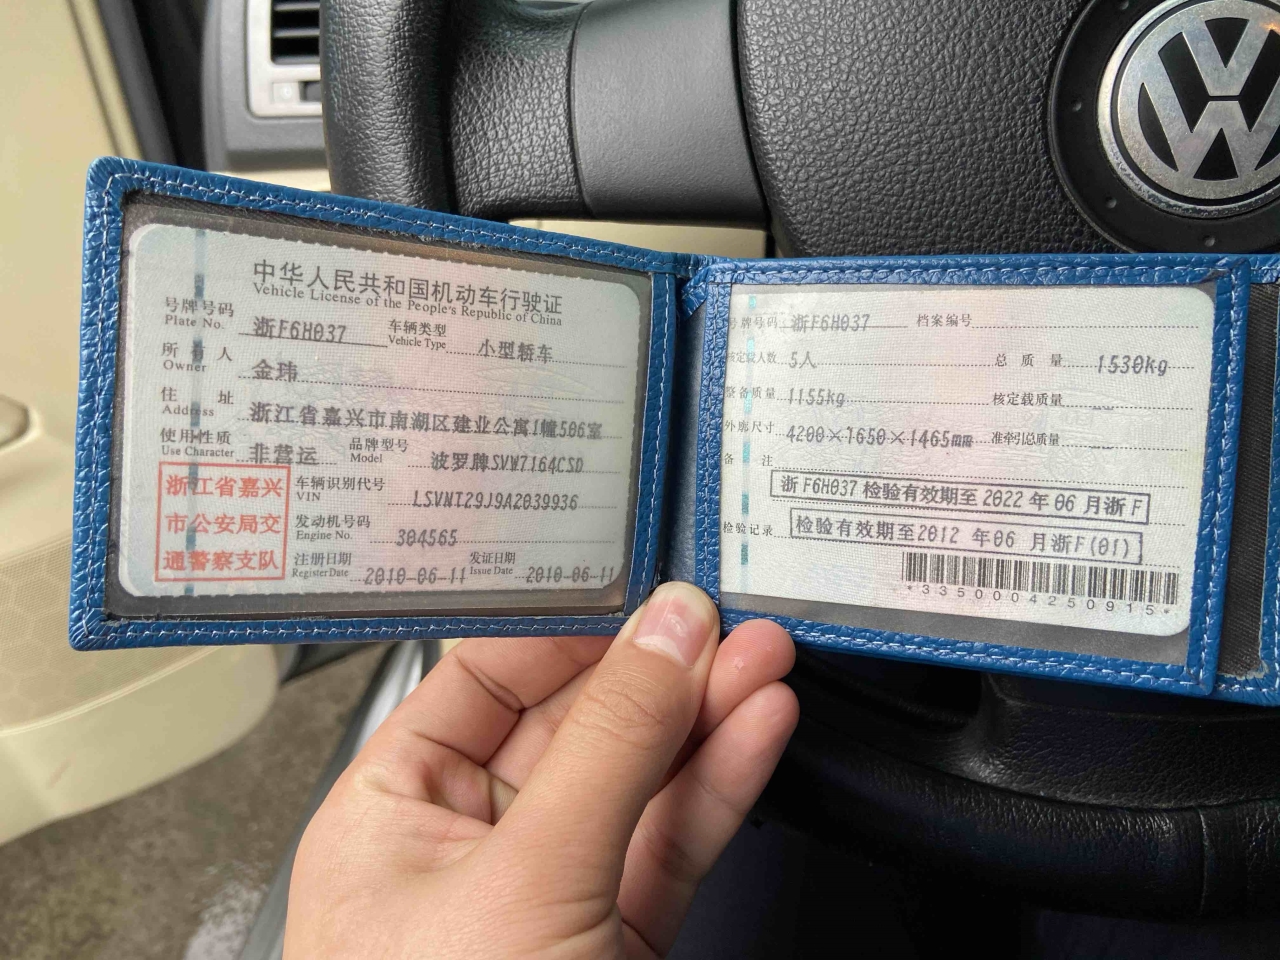 中华人民共和国机动车行驶证
Vehicle License of the People's Republic of China
号牌号码 浙F6H037 车辆类型 小型轿车
Plate No. Vehicle Type
所有人 金玮
Owner
住址 浙江省嘉兴市南湖区建业公寓1幢506室
Address
使用性质 非营运 品牌型号 波罗牌SVW7164CSD
Use Character Model
浙江省嘉兴
市公安局交
通警察支队
车辆识别代号 LSVNT29J9A2039936
VIN
发动机号码 304565
Engine No.
注册日期 2010-06-11 发证日期 2010-06-11
Register Date Issue Date
号牌号码 浙F6H037 档案编号
核定载人数 5人 总质量 1530kg
整备质量 1155kg 核定载质量 --
外廓尺寸 4200×1650×1465mm 准牵引总质量 --
备注
浙F6H037 检验有效期至2022年06月浙F
检验记录 检验有效期至2012年06月浙F(01)
*3350004250915*